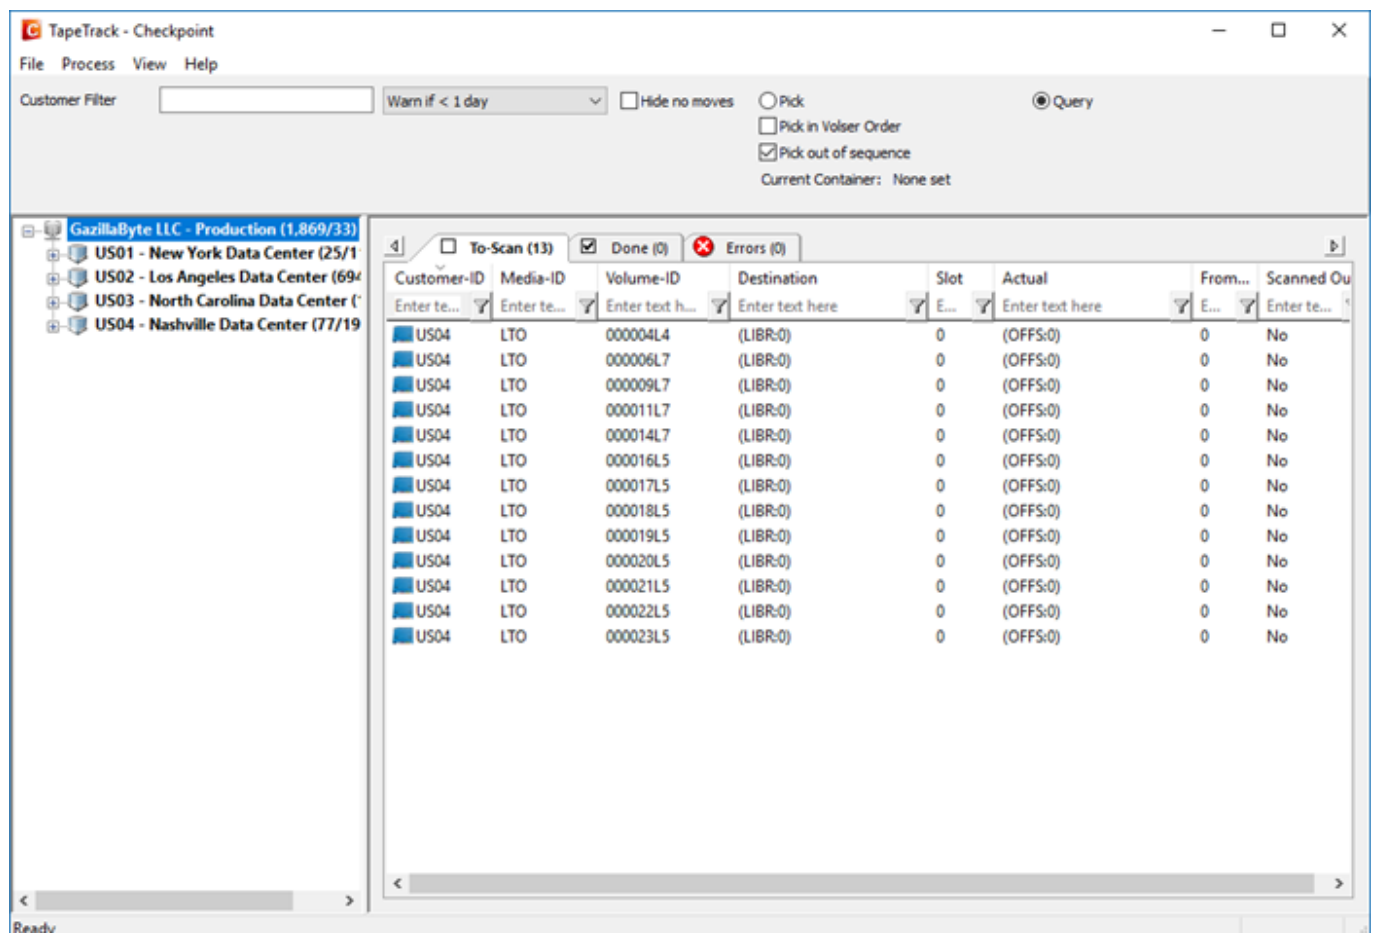 TapeTrack - Checkpoint
File Process View Help
Customer Filter Warn if < 1 day Hide no moves Pick Query
Pick in Volser Order
Pick out of sequence
Current Container: None set
GazillaByte LLC - Production (1,869/33)
US01 - New York Data Center (25/1
US02 - Los Angeles Data Center (694
US03 - North Carolina Data Center (
US04 - Nashville Data Center (77/19
To-Scan (13) Done (0) Errors (0)
Customer-ID Media-ID Volume-ID Destination Slot Actual From... Scanned Ou
Enter te... Enter te... Enter text h... Enter text here E... Enter text here E... Enter te...
US04 LTO 000004L4 (LIBR:0) 0 (OFFS:0) 0 No
US04 LTO 000006L7 (LIBR:0) 0 (OFFS:0) 0 No
US04 LTO 000009L7 (LIBR:0) 0 (OFFS:0) 0 No
US04 LTO 000011L7 (LIBR:0) 0 (OFFS:0) 0 No
US04 LTO 000014L7 (LIBR:0) 0 (OFFS:0) 0 No
US04 LTO 000016L5 (LIBR:0) 0 (OFFS:0) 0 No
US04 LTO 000017L5 (LIBR:0) 0 (OFFS:0) 0 No
US04 LTO 000018L5 (LIBR:0) 0 (OFFS:0) 0 No
US04 LTO 000019L5 (LIBR:0) 0 (OFFS:0) 0 No
US04 LTO 000020L5 (LIBR:0) 0 (OFFS:0) 0 No
US04 LTO 000021L5 (LIBR:0) 0 (OFFS:0) 0 No
US04 LTO 000022L5 (LIBR:0) 0 (OFFS:0) 0 No
US04 LTO 000023L5 (LIBR:0) 0 (OFFS:0) 0 No
Ready